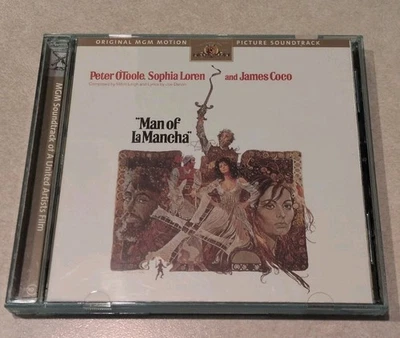 ORIGINAL MGM MOTION PICTURE SOUNDTRACK
Peter O'Toole, Sophia Loren and James Coco
"Man of
La Mancha"
MGM Soundtrack of A United Artists Film